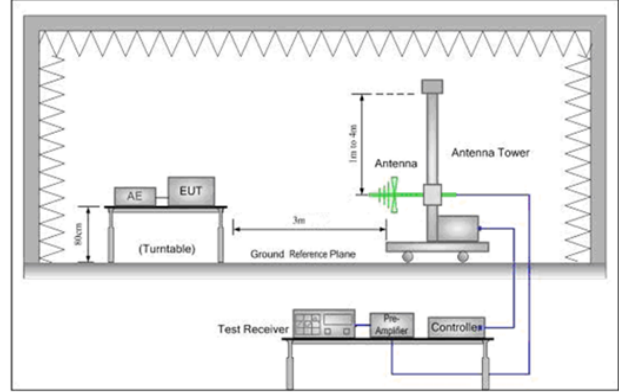 1m to 4m
Antenna
Antenna Tower
AE
EUT
80cm
(Turntable)
3m
Ground Reference Plane
Test Receiver
Pre-
Amplifier
Controller